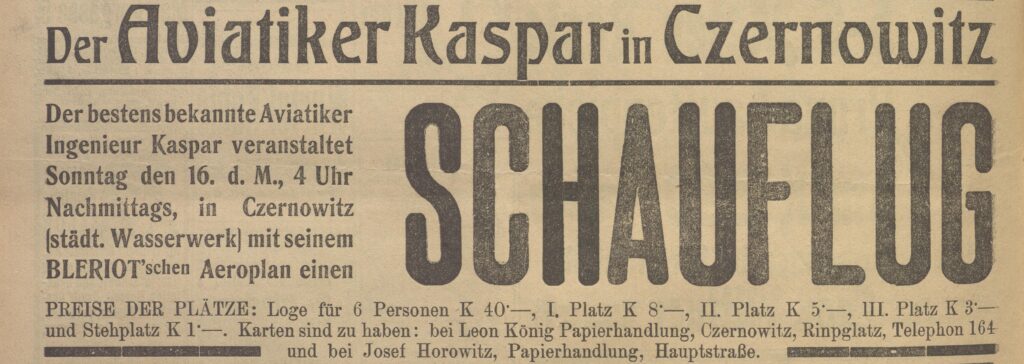 Der Aviatiker Kaspar in Czernowitz
Der bestens bekannte Aviatiker
Ingenieur Kaspar veranstaltet
Sonntag den 16. d. M., 4 Uhr
Nachmittags, in Czernowitz
(städt. Wasserwerk) mit seinem
BLERIOT'schen Aeroplan einen
SCHAUFLUG
PREISE DER PLÄTZE: Loge für 6 Personen K 40·—, I. Platz K 8·—, II. Platz K 5·—, III. Platz K 3·—
und Stehplatz K 1·—. Karten sind zu haben: bei Leon König Papierhandlung, Czernowitz, Rinpglatz, Telephon 164
und bei Josef Horowitz, Papierhandlung, Hauptstraße.